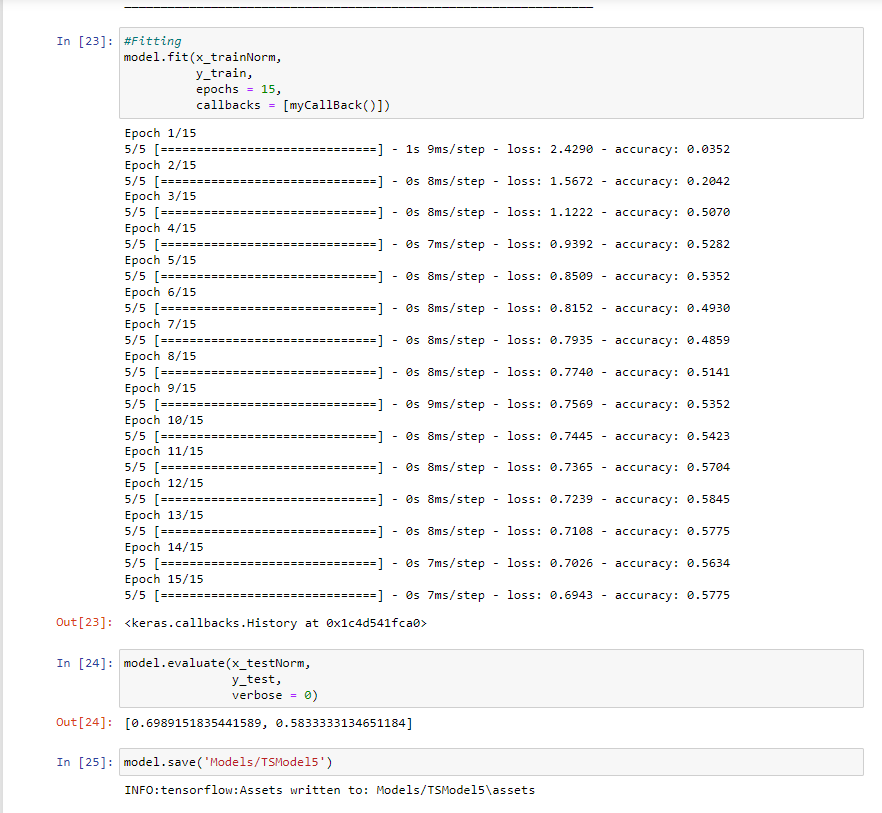 In [23]: #Fitting
model.fit(x_trainNorm,
y_train,
epochs = 15,
callbacks = [myCallBack()])
Epoch 1/15
5/5 [==============================] - 1s 9ms/step - loss: 2.4290 - accuracy: 0.0352
Epoch 2/15
5/5 [==============================] - 0s 8ms/step - loss: 1.5672 - accuracy: 0.2042
Epoch 3/15
5/5 [==============================] - 0s 8ms/step - loss: 1.1222 - accuracy: 0.5070
Epoch 4/15
5/5 [==============================] - 0s 7ms/step - loss: 0.9392 - accuracy: 0.5282
Epoch 5/15
5/5 [==============================] - 0s 8ms/step - loss: 0.8509 - accuracy: 0.5352
Epoch 6/15
5/5 [==============================] - 0s 8ms/step - loss: 0.8152 - accuracy: 0.4930
Epoch 7/15
5/5 [==============================] - 0s 8ms/step - loss: 0.7935 - accuracy: 0.4859
Epoch 8/15
5/5 [==============================] - 0s 8ms/step - loss: 0.7740 - accuracy: 0.5141
Epoch 9/15
5/5 [==============================] - 0s 9ms/step - loss: 0.7569 - accuracy: 0.5352
Epoch 10/15
5/5 [==============================] - 0s 8ms/step - loss: 0.7445 - accuracy: 0.5423
Epoch 11/15
5/5 [==============================] - 0s 8ms/step - loss: 0.7365 - accuracy: 0.5704
Epoch 12/15
5/5 [==============================] - 0s 8ms/step - loss: 0.7239 - accuracy: 0.5845
Epoch 13/15
5/5 [==============================] - 0s 8ms/step - loss: 0.7108 - accuracy: 0.5775
Epoch 14/15
5/5 [==============================] - 0s 7ms/step - loss: 0.7026 - accuracy: 0.5634
Epoch 15/15
5/5 [==============================] - 0s 7ms/step - loss: 0.6943 - accuracy: 0.5775
Out[23]: <keras.callbacks.History at 0x1c4d541fca0>
In [24]: model.evaluate(x_testNorm,
y_test,
verbose = 0)
Out[24]: [0.6989151835441589, 0.5833333134651184]
In [25]: model.save('Models/TSModel5')
INFO:tensorflow:Assets written to: Models/TSModel5\assets